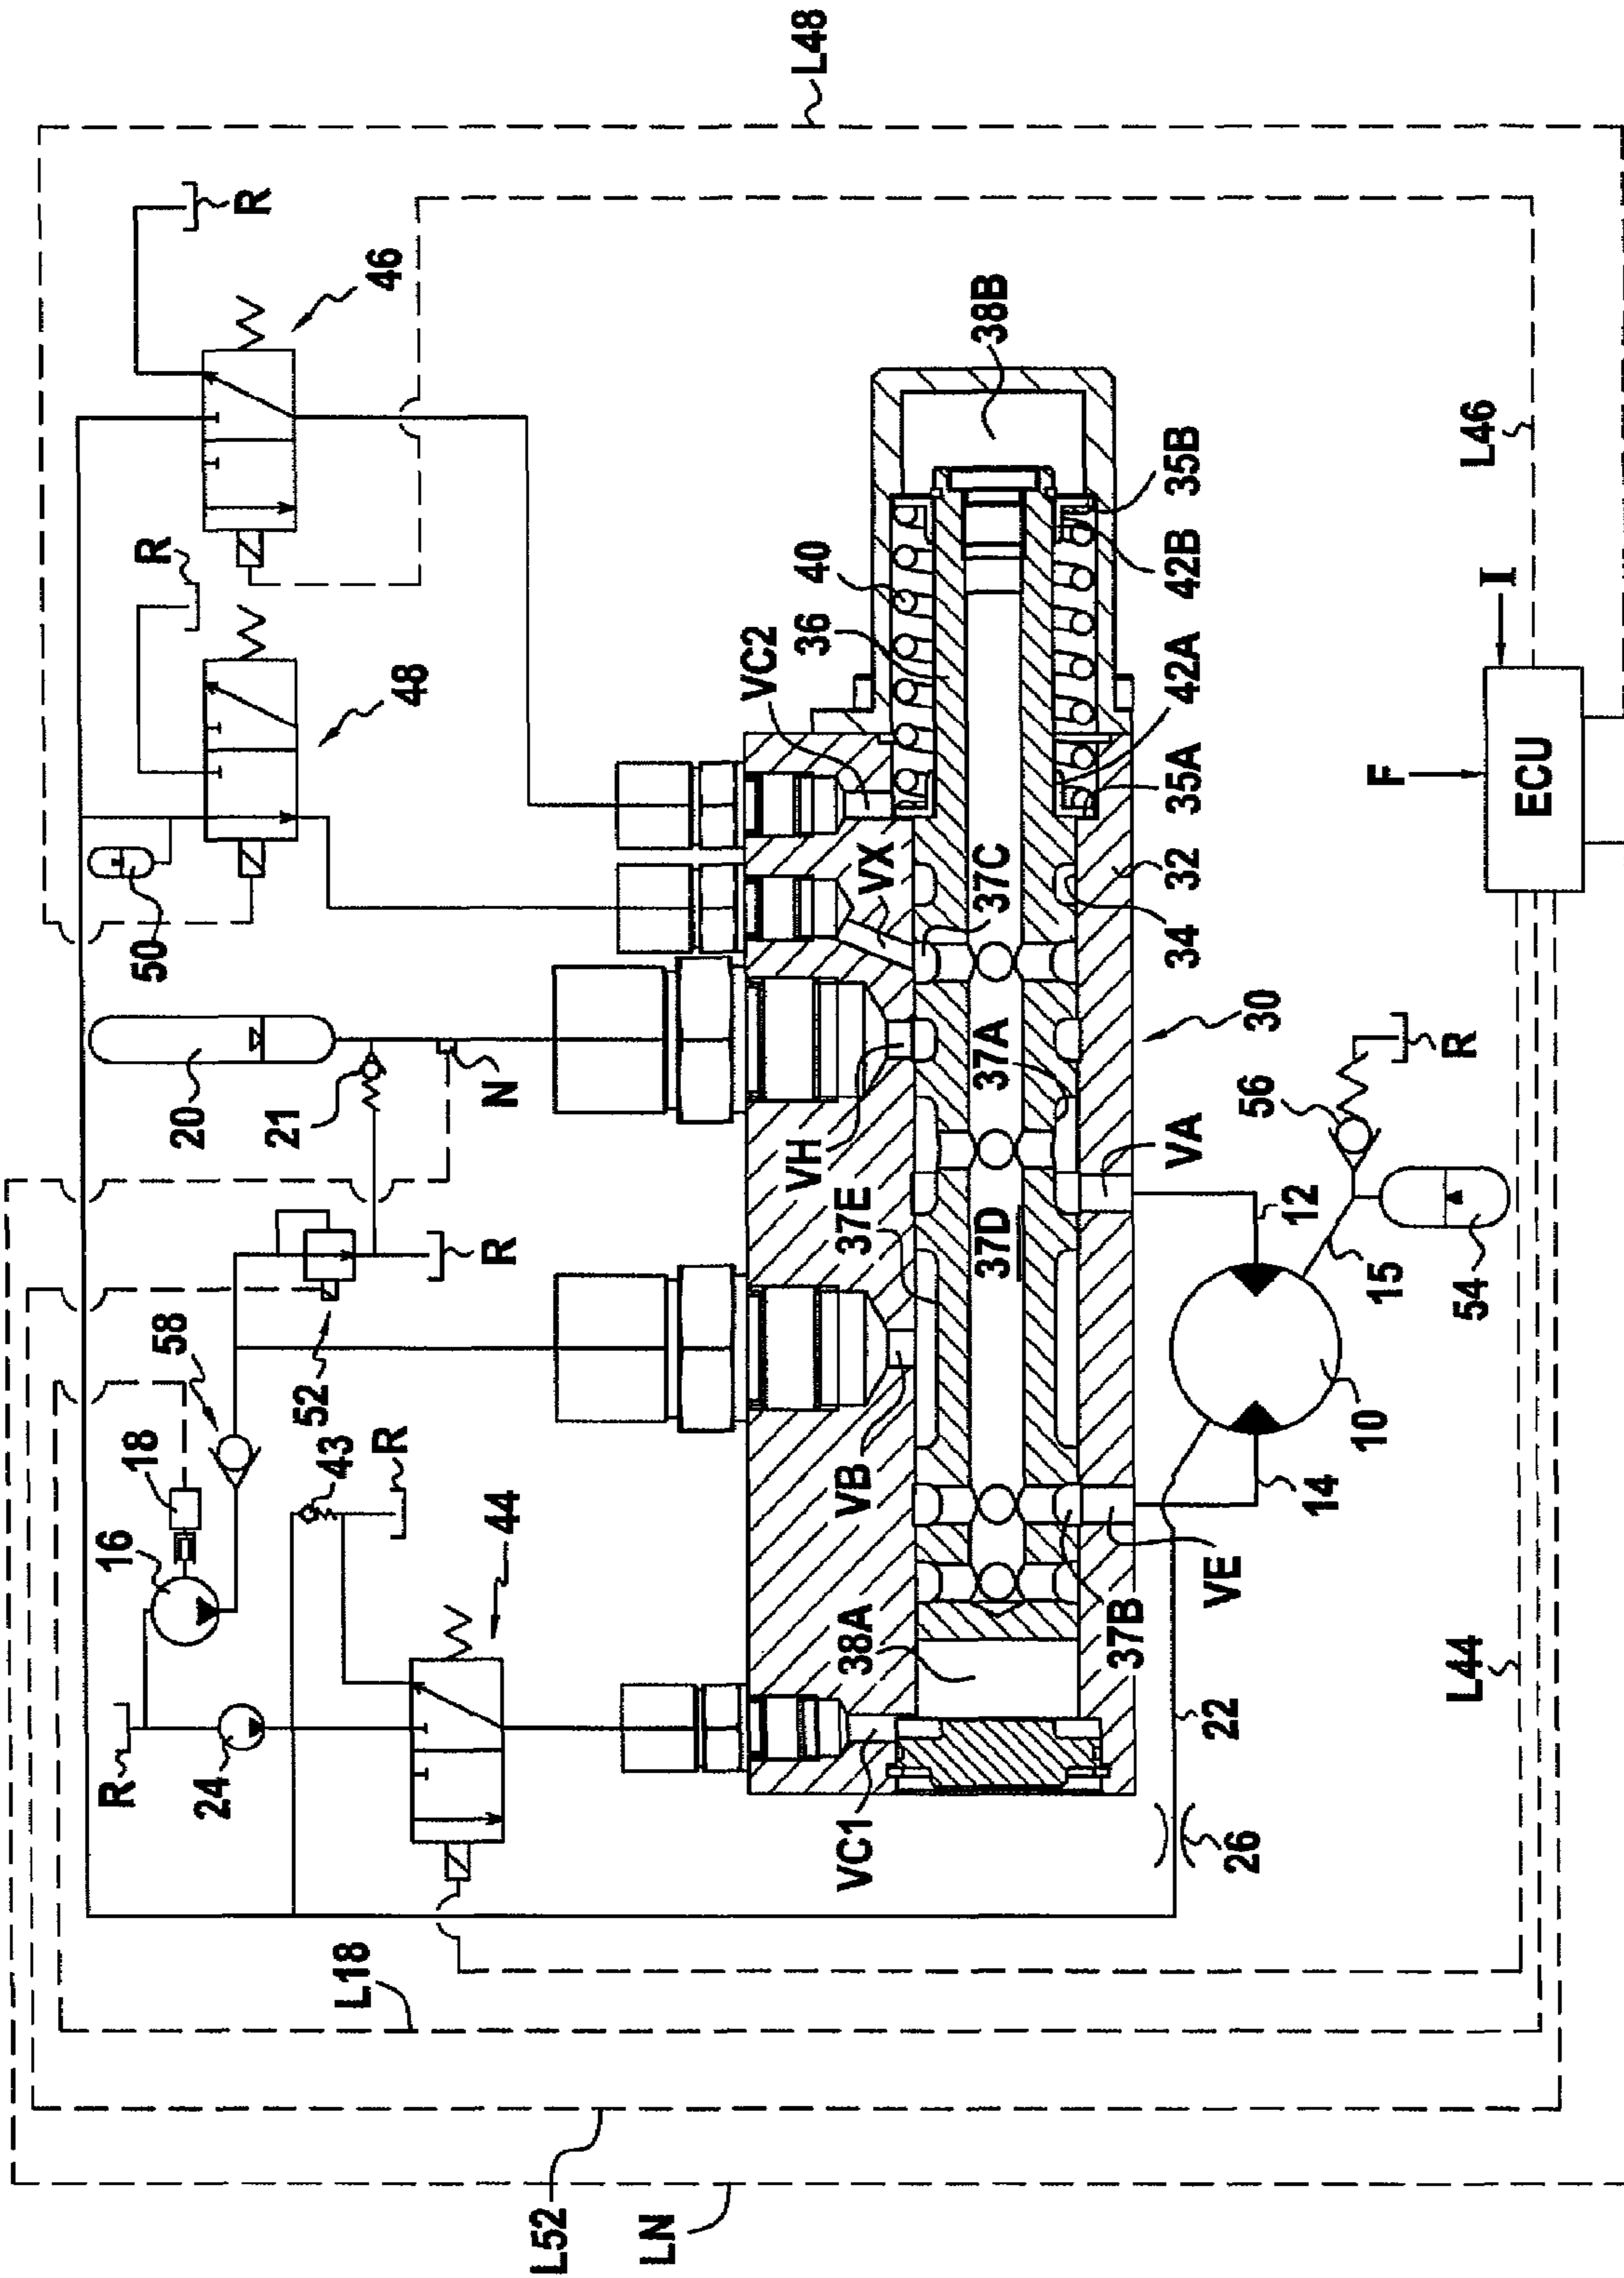 L48
R
46
R
48
50
20
21
N
58
52
R
18
43
R
16
44
R
24
L18
L52
LN
38B
40
36
VC2
VX
37C
35B
42B
42A
35A
32
34
30
37A
VH
37E
37D
VA
VB
VE
37B
38A
VC1
L46
I
F
ECU
56
R
12
15
54
10
14
22
26
L44